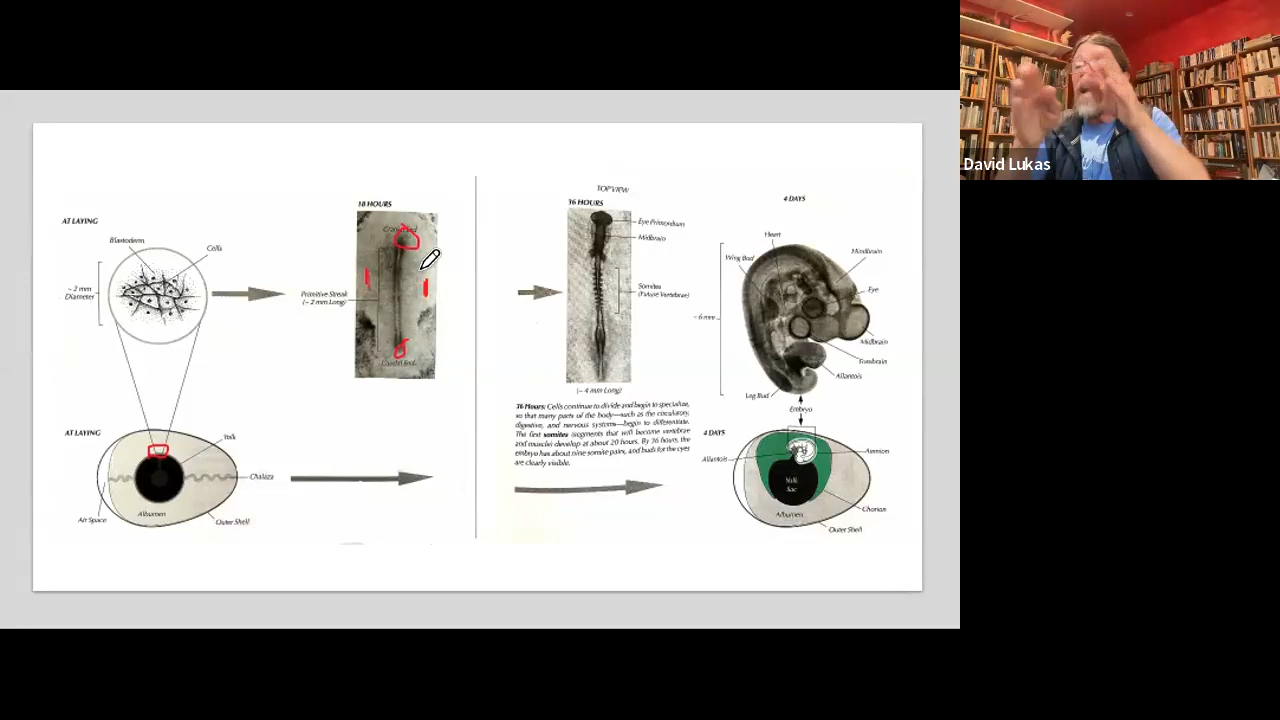 David Lukas
AT LAYING
Blastoderm
Cells
~ 2 mm
Diameter
18 HOURS
Cranial End
Primitive Streak
(~ 2 mm Long)
Caudal End
AT LAYING
Yolk
Chalaza
Air Space
Albumen
Outer Shell
TOP VIEW
36 HOURS
Eye Primordium
Midbrain
Somites
(Future Vertebrae)
(~ 4 mm Long)
36 Hours: Cells continue to divide and begin to specialize,
so that many parts of the body—such as the circulatory,
digestive, and nervous systems—begin to differentiate.
The first somites (segments that will become vertebrae
and muscles) develop at about 20 hours. By 36 hours, the
embryo has about nine somite pairs, and buds for the eyes
are clearly visible.
4 DAYS
Heart
Wing Bud
Hindbrain
Eye
~ 6 mm
Midbrain
Forebrain
Allantois
Leg Bud
Embryo
4 DAYS
Allantois
Amnion
Yolk
Sac
Albumen
Chorion
Outer Shell